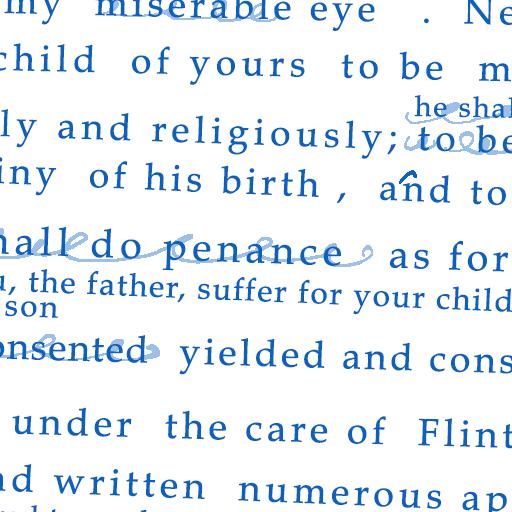 my miserable eye . Ne
child of yours to be m
he shal
ly and religiously; to be
iny of his birth , and to
hall do penance as for
u, the father, suffer for your child
son
onsented yielded and cons
under the care of Flint
nd written numerous ap